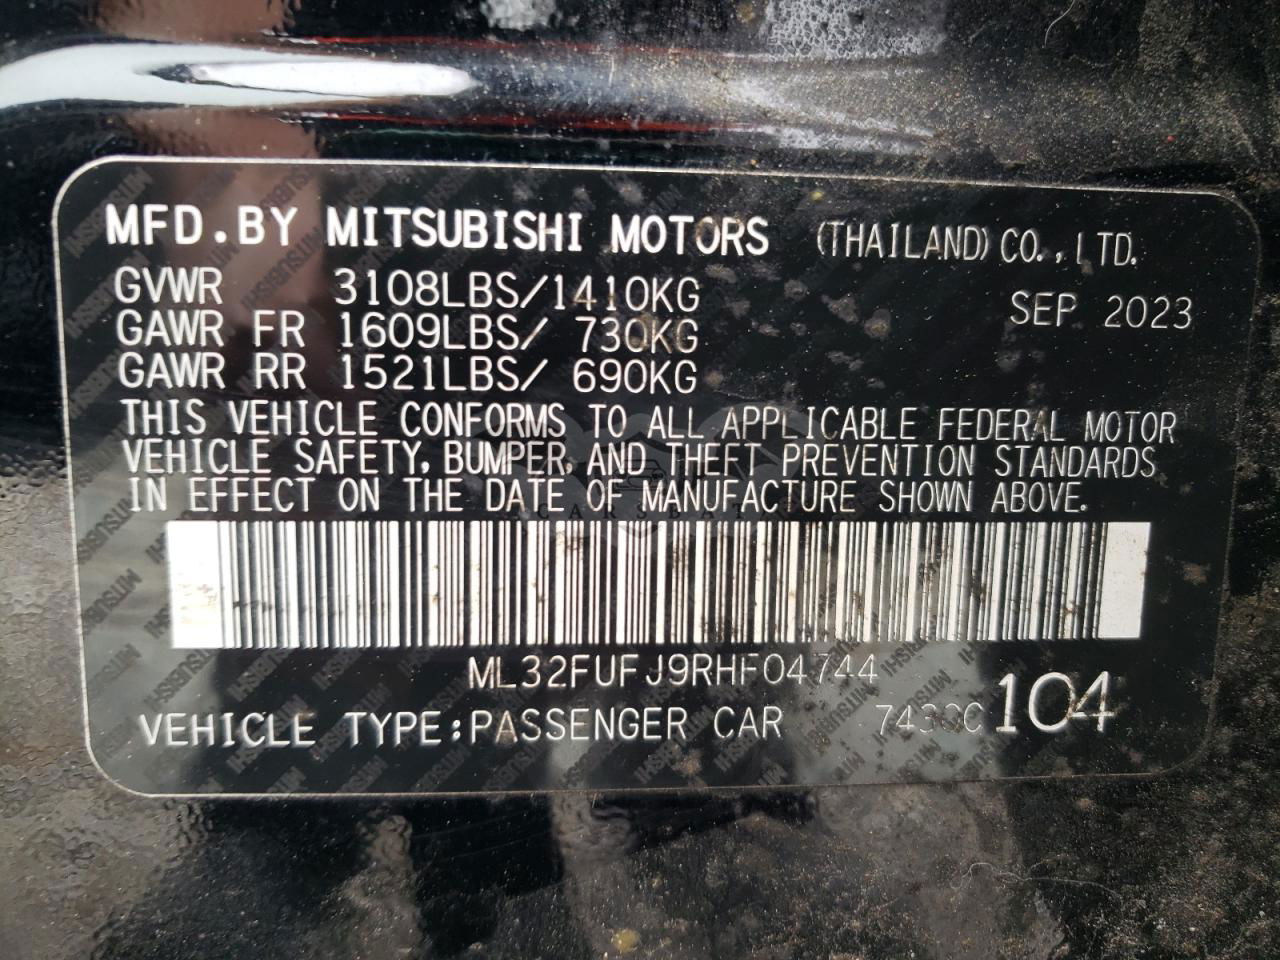 MFD.BY MITSUBISHI MOTORS (THAILAND) CO.,LTD.
GVWR 3108LBS/1410KG SEP 2023
GAWR FR 1609LBS/ 730KG
GAWR RR 1521LBS/ 690KG
THIS VEHICLE CONFORMS TO ALL APPLICABLE FEDERAL MOTOR
VEHICLE SAFETY, BUMPER, AND THEFT PREVENTION STANDARDS
IN EFFECT ON THE DATE OF MANUFACTURE SHOWN ABOVE.
ML32FUFJ9RHF04744
VEHICLE TYPE:PASSENGER CAR 104